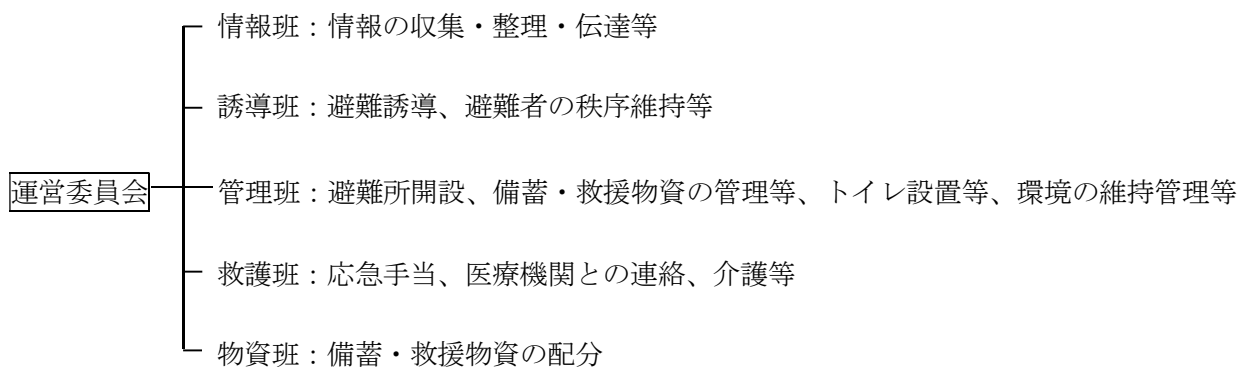 情報班：情報の収集・整理・伝達等
誘導班：避難誘導、避難者の秩序維持等
運営委員会
管理班：避難所開設、備蓄・救援物資の管理等、トイレ設置等、環境の維持管理等
救護班：応急手当、医療機関との連絡、介護等
物資班：備蓄・救援物資の配分